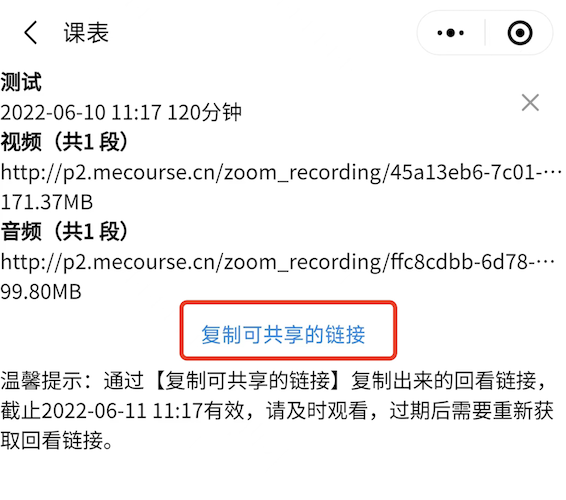 课表
测试
2022-06-10 11:17 120分钟
视频（共1 段）
http://p2.mecourse.cn/zoom_recording/45a13eb6-7c01-···
171.37MB
音频（共1 段）
http://p2.mecourse.cn/zoom_recording/ffc8cdbb-6d78-···
99.80MB
复制可共享的链接
温馨提示：通过【复制可共享的链接】复制出来的回看链接，
截止2022-06-11 11:17有效，请及时观看，过期后需要重新获
取回看链接。